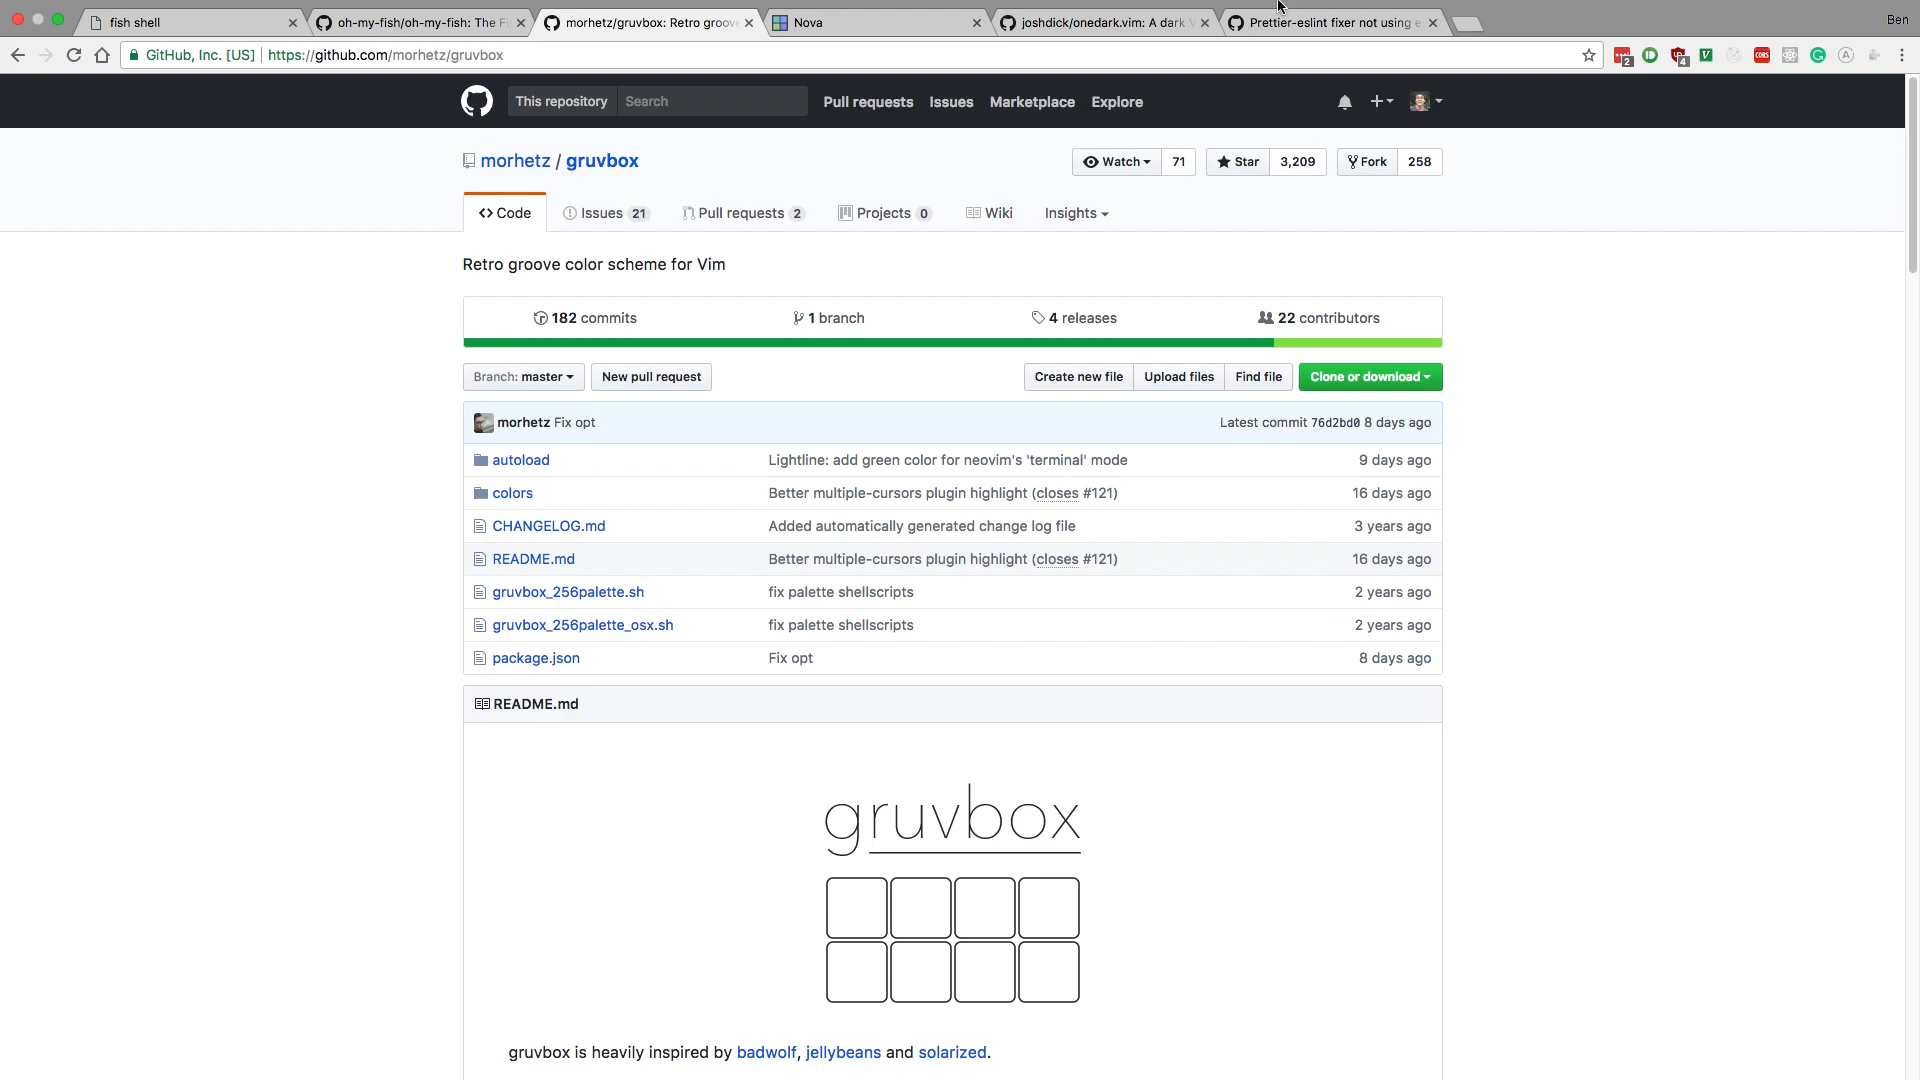 fish shell
oh-my-fish/oh-my-fish: The Fi
morhetz/gruvbox: Retro groov
Nova
joshdick/onedark.vim: A dark V
Prettier-eslint fixer not using e
Ben
GitHub, Inc. [US] https://github.com/morhetz/gruvbox
2
4
CORS
This repository Search Pull requests Issues Marketplace Explore
morhetz / gruvbox
Watch 71 Star 3,209 Fork 258
Code Issues 21 Pull requests 2 Projects 0 Wiki Insights
Retro groove color scheme for Vim
182 commits 1 branch 4 releases 22 contributors
Branch: master New pull request Create new file Upload files Find file Clone or download
morhetz Fix opt Latest commit 76d2bd0 8 days ago
autoload Lightline: add green color for neovim's 'terminal' mode 9 days ago
colors Better multiple-cursors plugin highlight (closes #121) 16 days ago
CHANGELOG.md Added automatically generated change log file 3 years ago
README.md Better multiple-cursors plugin highlight (closes #121) 16 days ago
gruvbox_256palette.sh fix palette shellscripts 2 years ago
gruvbox_256palette_osx.sh fix palette shellscripts 2 years ago
package.json Fix opt 8 days ago
README.md
gruvbox
gruvbox is heavily inspired by badwolf, jellybeans and solarized.